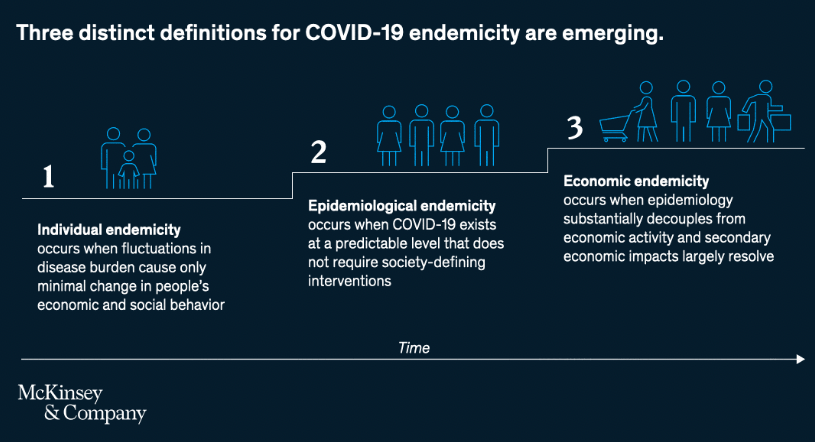 Three distinct definitions for COVID-19 endemicity are emerging.
1
Individual endemicity
occurs when fluctuations in
disease burden cause only
minimal change in people’s
economic and social behavior
2
Epidemiological endemicity
occurs when COVID-19 exists
at a predictable level that does
not require society-defining
interventions
3
Economic endemicity
occurs when epidemiology
substantially decouples from
economic activity and secondary
economic impacts largely resolve
Time
McKinsey
& Company